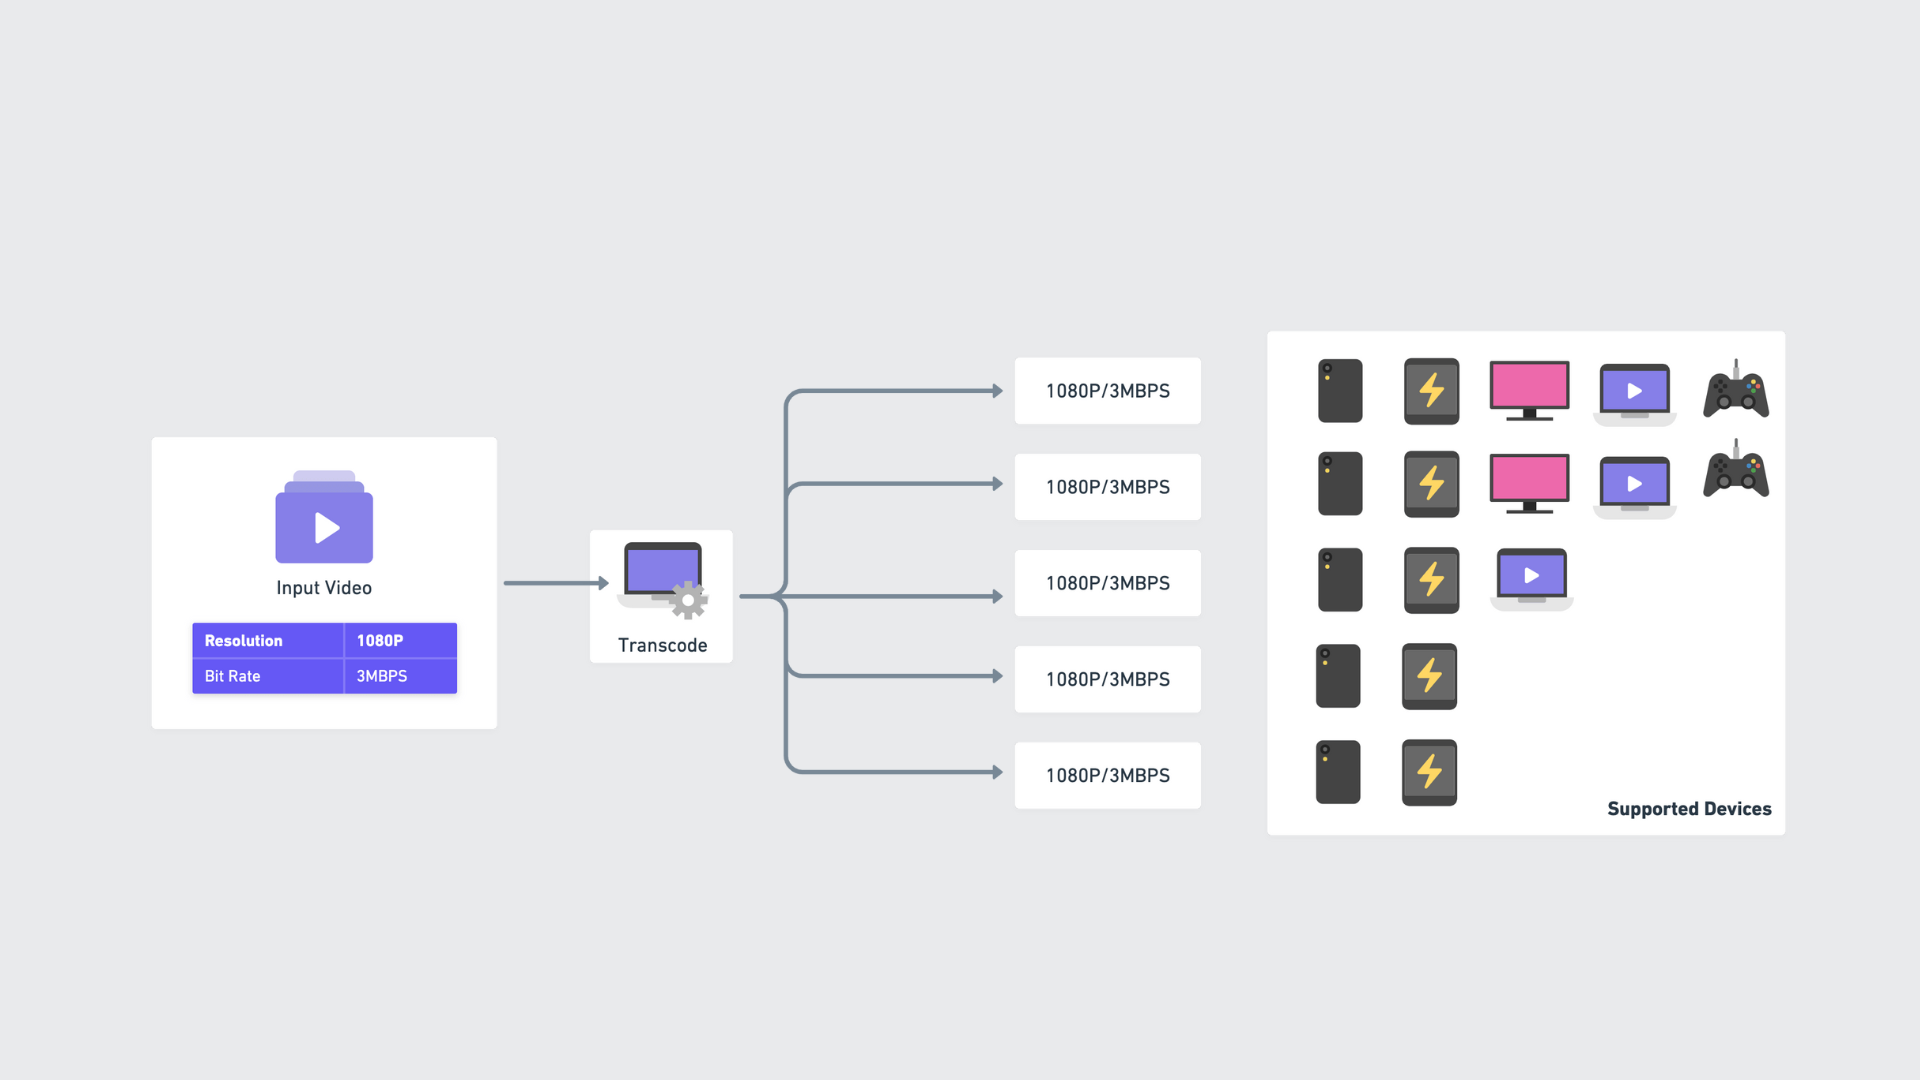 Input Video
Resolution 1080P
Bit Rate 3MBPS
Transcode
1080P/3MBPS
1080P/3MBPS
1080P/3MBPS
1080P/3MBPS
1080P/3MBPS
Supported Devices